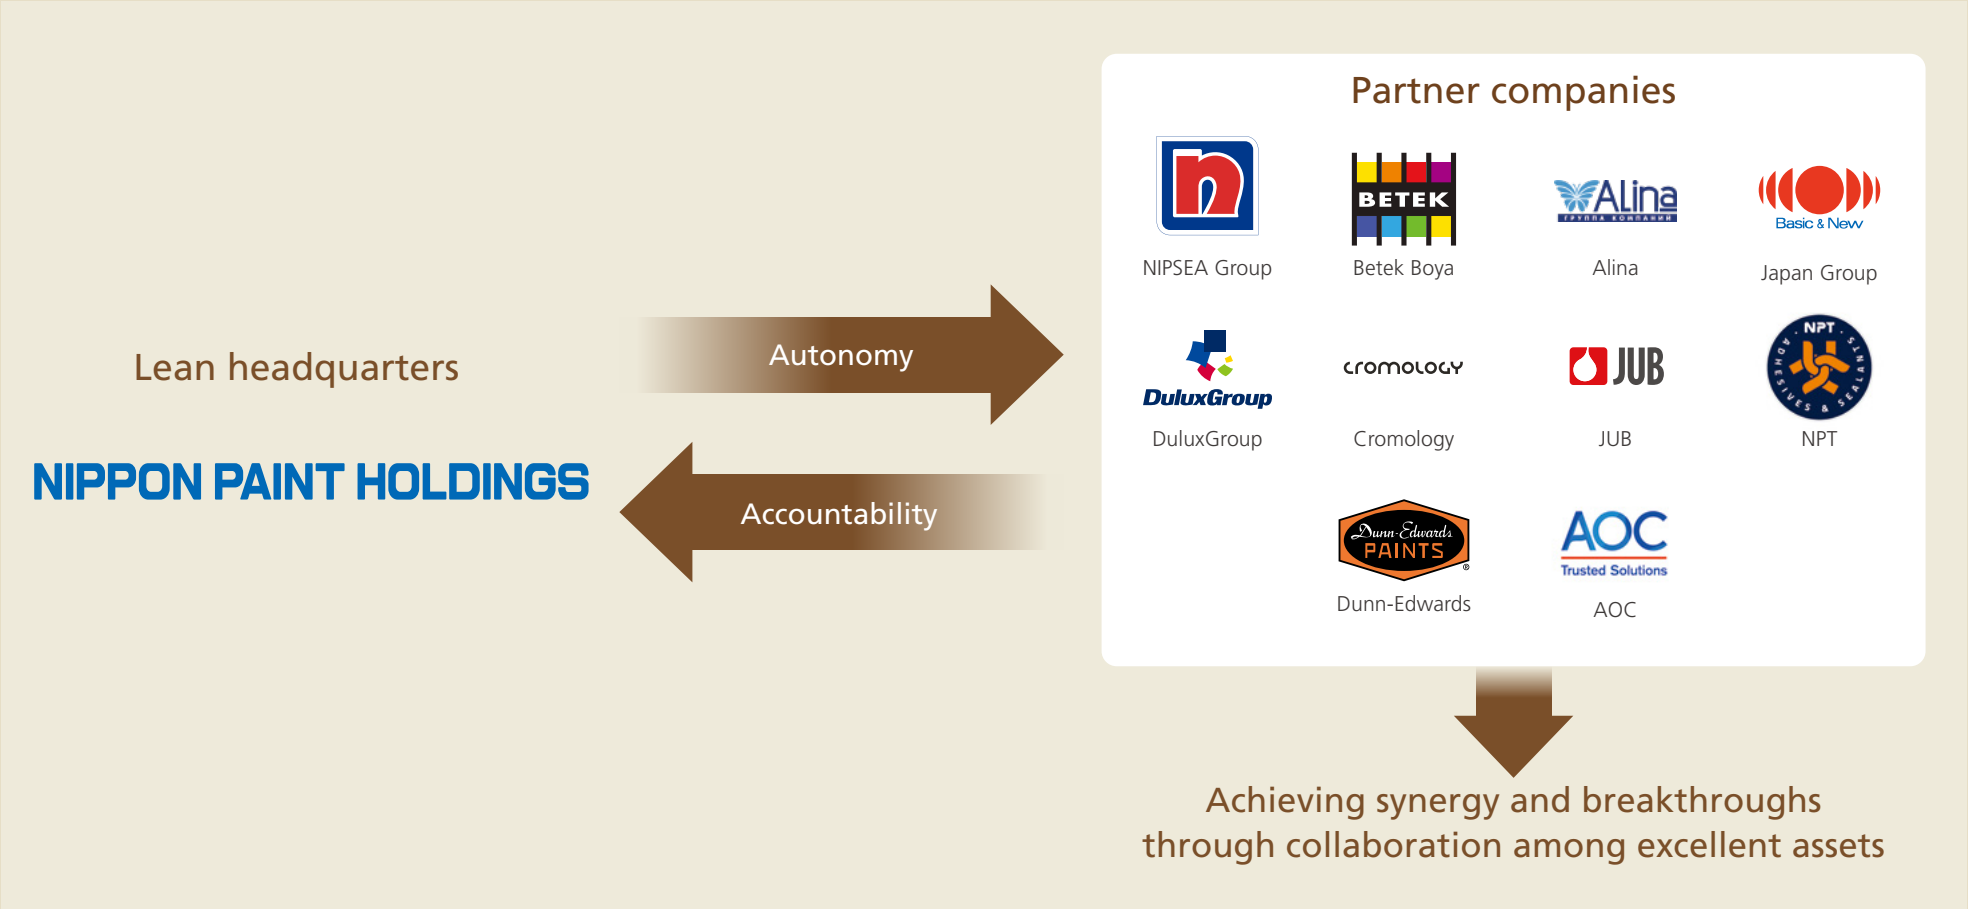 Partner companies
n
BETEK
Alina
ГРУППА КОМПАНИЙ
Basic & New
NIPSEA Group
Betek Boya
Alina
Japan Group
Lean headquarters
NIPPON PAINT HOLDINGS
Autonomy
Accountability
DuluxGroup
cromology
JUB
NPT
ADHESIVES & SEALANTS
DuluxGroup
Cromology
JUB
NPT
Dunn-Edwards
PAINTS
®
AOC
Trusted Solutions
Dunn-Edwards
AOC
Achieving synergy and breakthroughs
through collaboration among excellent assets